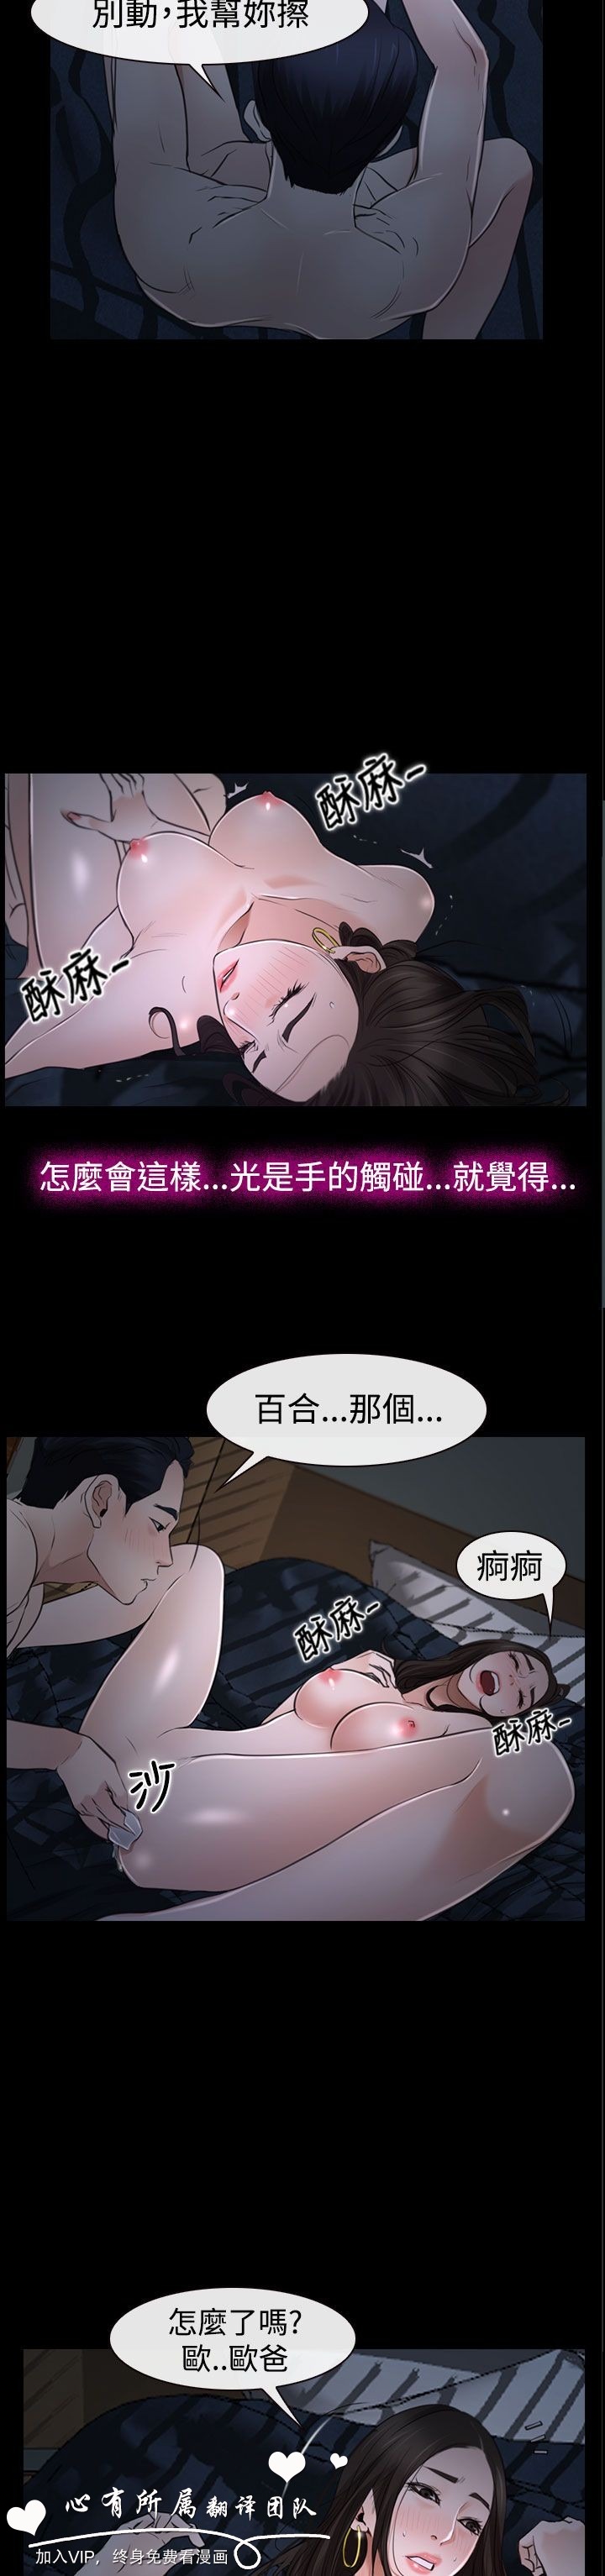 別動,我幫妳擦
酥麻-
酥麻-
怎麼會這樣...光是手的觸碰...就覺得...
百合...那個...
痾痾
酥麻-
酥麻-
沙
怎麼了嗎?
歐..歐爸
心有所属翻译团队
加入VIP，终身免费看漫画